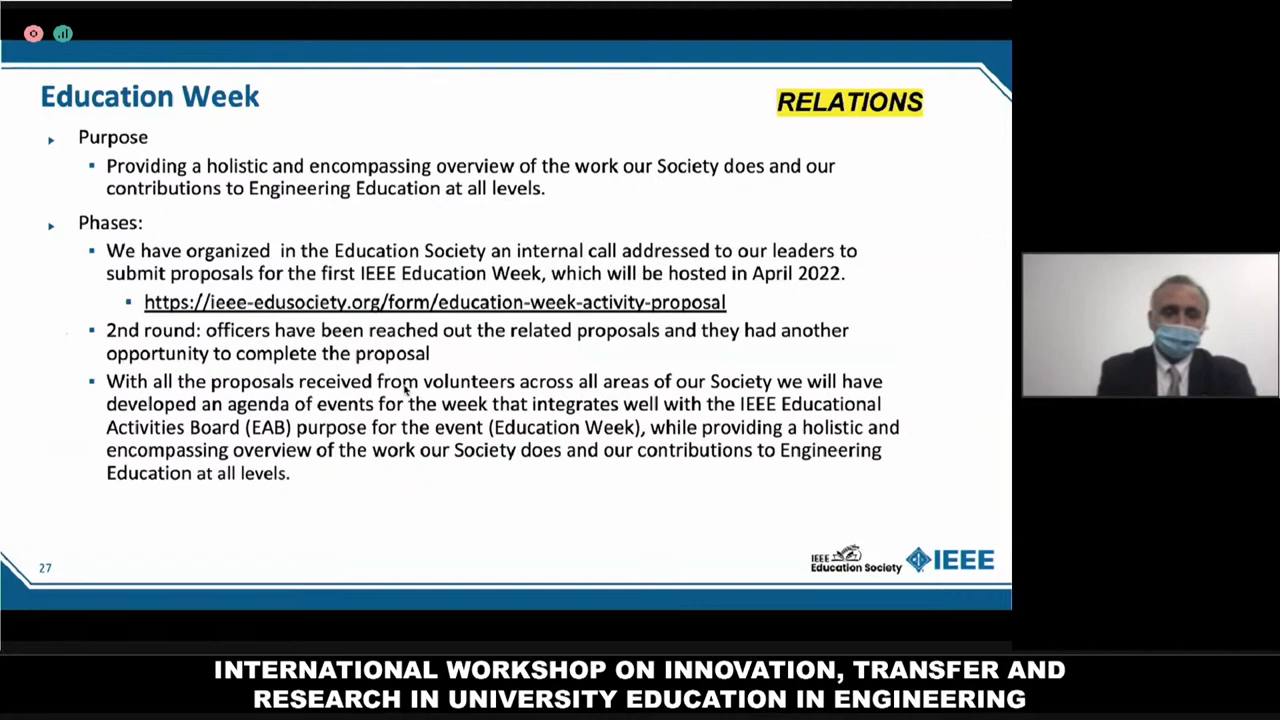 Education Week
RELATIONS
Purpose
Providing a holistic and encompassing overview of the work our Society does and our
contributions to Engineering Education at all levels.
Phases:
We have organized in the Education Society an internal call addressed to our leaders to
submit proposals for the first IEEE Education Week, which will be hosted in April 2022.
https://ieee-edusociety.org/form/education-week-activity-proposal
2nd round: officers have been reached out the related proposals and they had another
opportunity to complete the proposal
With all the proposals received from volunteers across all areas of our Society we will have
developed an agenda of events for the week that integrates well with the IEEE Educational
Activities Board (EAB) purpose for the event (Education Week), while providing a holistic and
encompassing overview of the work our Society does and our contributions to Engineering
Education at all levels.
27
IEEE
Education Society
IEEE
INTERNATIONAL WORKSHOP ON INNOVATION, TRANSFER AND
RESEARCH IN UNIVERSITY EDUCATION IN ENGINEERING